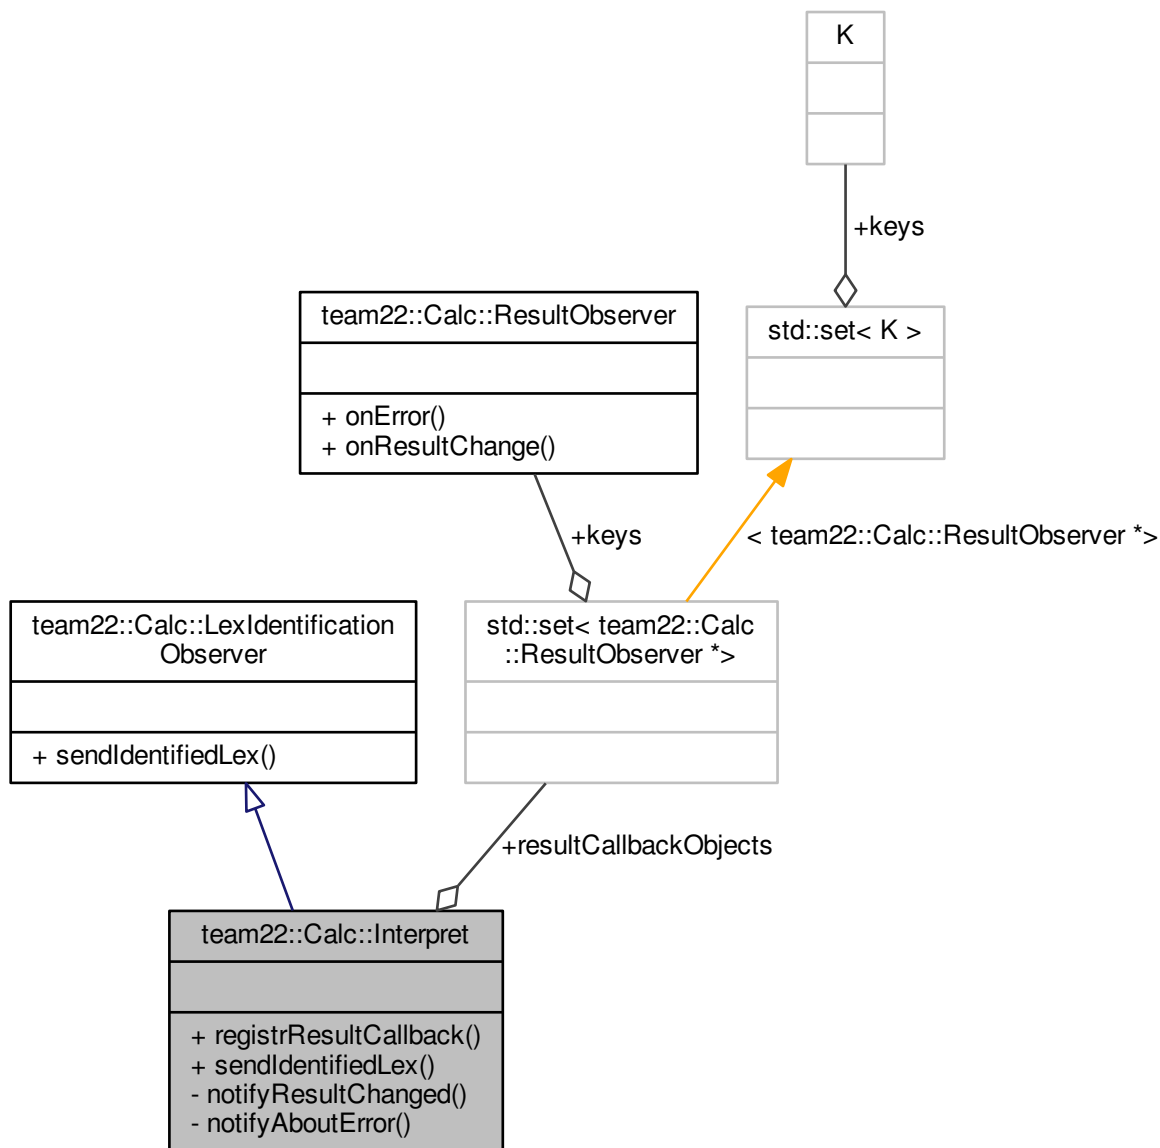 K
+keys
team22::Calc::ResultObserver
+ onError()
+ onResultChange()
std::set< K >
+keys
< team22::Calc::ResultObserver *>
team22::Calc::LexIdentification
Observer
+ sendIdentifiedLex()
std::set< team22::Calc
::ResultObserver *>
+resultCallbackObjects
team22::Calc::Interpret
+ registrResultCallback()
+ sendIdentifiedLex()
- notifyResultChanged()
- notifyAboutError()